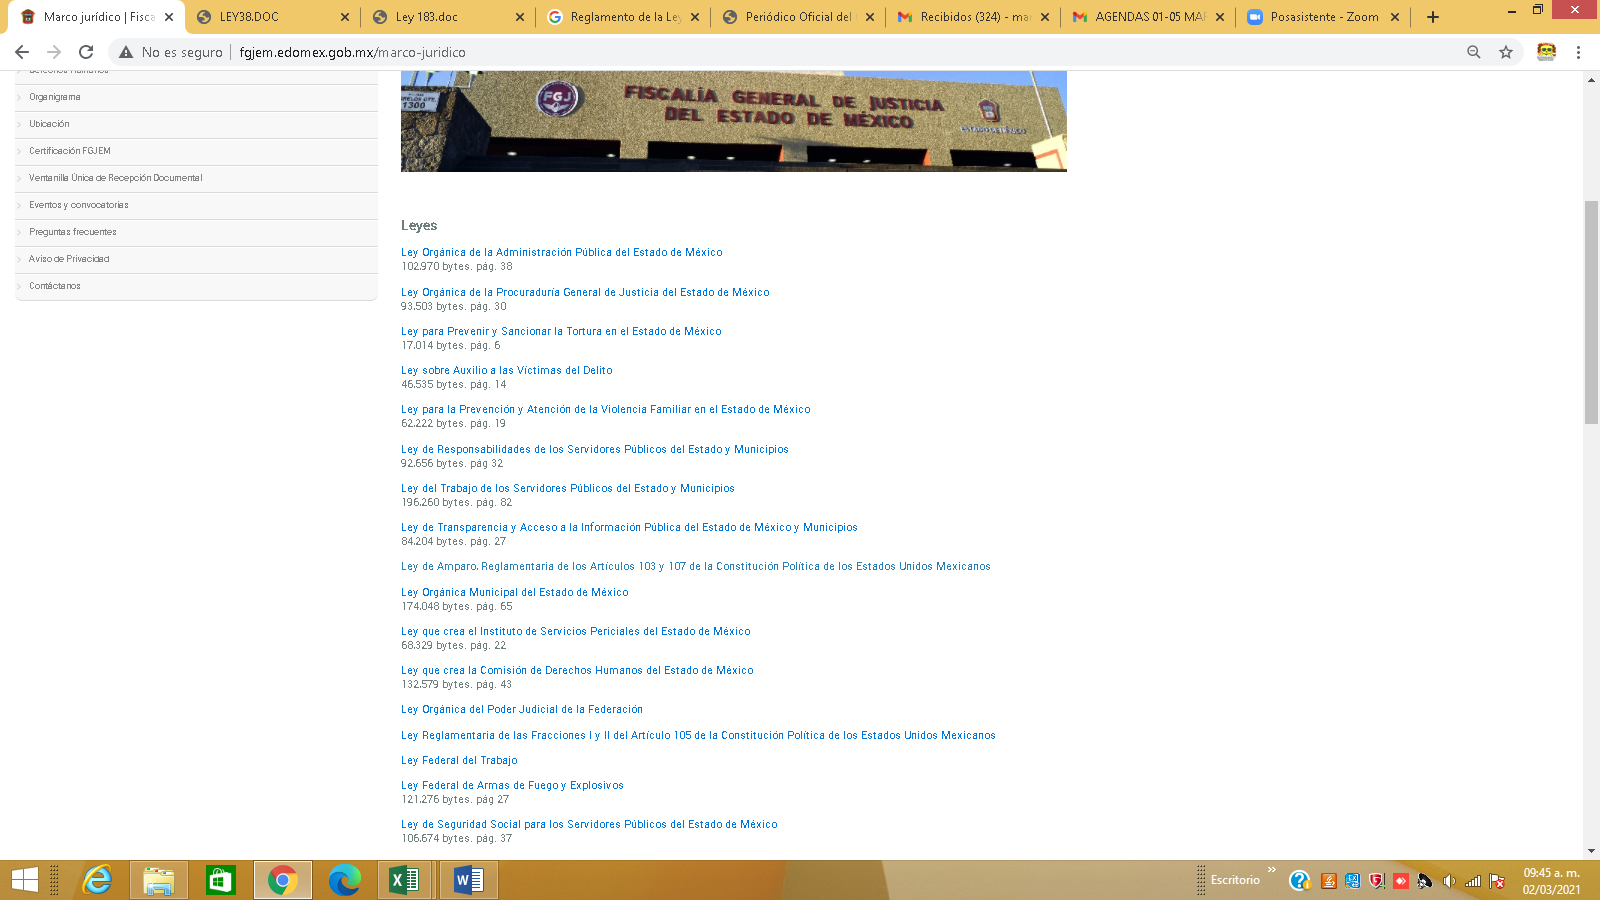 Marco jurídico | Fisca
LEY38.DOC
Ley 183.doc
Reglamento de la Ley
Periódico Oficial del
Recibidos (324) - mar
AGENDAS 01-05 MAR
Posasistente - Zoom
No es seguro
fgjem.edomex.gob.mx/marco-juridico
Derechos Humanos
Organigrama
Ubicación
Certificación FGJEM
Ventanilla Única de Recepción Documental
Eventos y convocatorias
Preguntas frecuentes
Aviso de Privacidad
Contáctanos
1300
FGJ
FISCALÍA GENERAL DE JUSTICIA
DEL ESTADO DE MÉXICO
ESTADO DE MÉXICO
Leyes
Ley Orgánica de la Administración Pública del Estado de México
102.970 bytes. pág. 38
Ley Orgánica de la Procuraduría General de Justicia del Estado de México
93.503 bytes. pág. 30
Ley para Prevenir y Sancionar la Tortura en el Estado de México
17.014 bytes. pág. 6
Ley sobre Auxilio a las Víctimas del Delito
46.535 bytes. pág. 14
Ley para la Prevención y Atención de la Violencia Familiar en el Estado de México
62.222 bytes. pág. 19
Ley de Responsabilidades de los Servidores Públicos del Estado y Municipios
92.656 bytes. pág 32
Ley del Trabajo de los Servidores Públicos del Estado y Municipios
196.260 bytes. pág. 82
Ley de Transparencia y Acceso a la Información Pública del Estado de México y Municipios
84.204 bytes. pág. 27
Ley de Amparo, Reglamentaria de los Artículos 103 y 107 de la Constitución Política de los Estados Unidos Mexicanos
Ley Orgánica Municipal del Estado de México
174.048 bytes. pág. 65
Ley que crea el Instituto de Servicios Periciales del Estado de México
68.329 bytes. pág. 22
Ley que crea la Comisión de Derechos Humanos del Estado de México
132.579 bytes. pág. 43
Ley Orgánica del Poder Judicial de la Federación
Ley Reglamentaria de las Fracciones I y II del Artículo 105 de la Constitución Política de los Estados Unidos Mexicanos
Ley Federal del Trabajo
Ley Federal de Armas de Fuego y Explosivos
121.276 bytes. pág 27
Ley de Seguridad Social para los Servidores Públicos del Estado de México
106.674 bytes. pág. 37
Escritorio
09:45 a. m.
02/03/2021